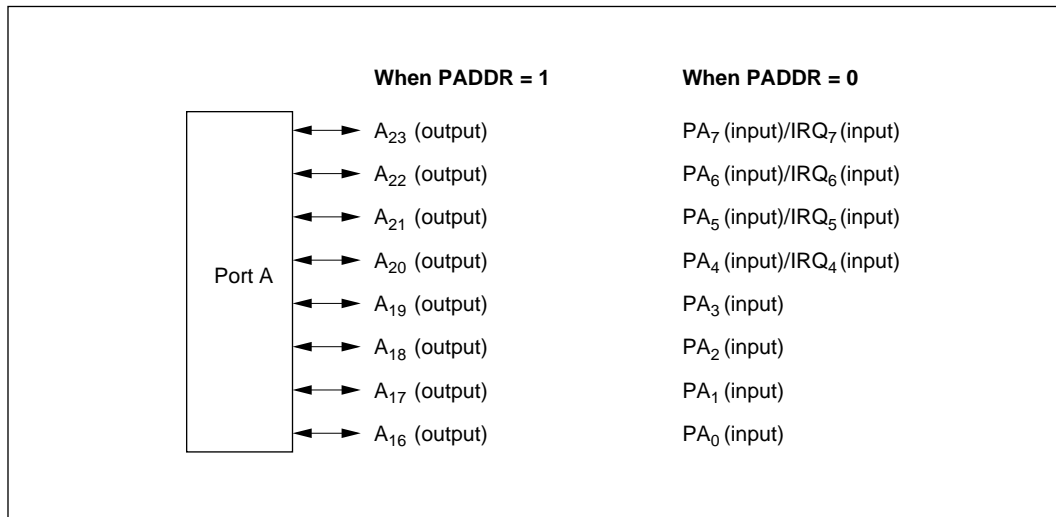 When PADDR = 1 When PADDR = 0
A23 (output) PA7 (input)/IRQ7 (input)
A22 (output) PA6 (input)/IRQ6 (input)
A21 (output) PA5 (input)/IRQ5 (input)
A20 (output) PA4 (input)/IRQ4 (input)
Port A
A19 (output) PA3 (input)
A18 (output) PA2 (input)
A17 (output) PA1 (input)
A16 (output) PA0 (input)